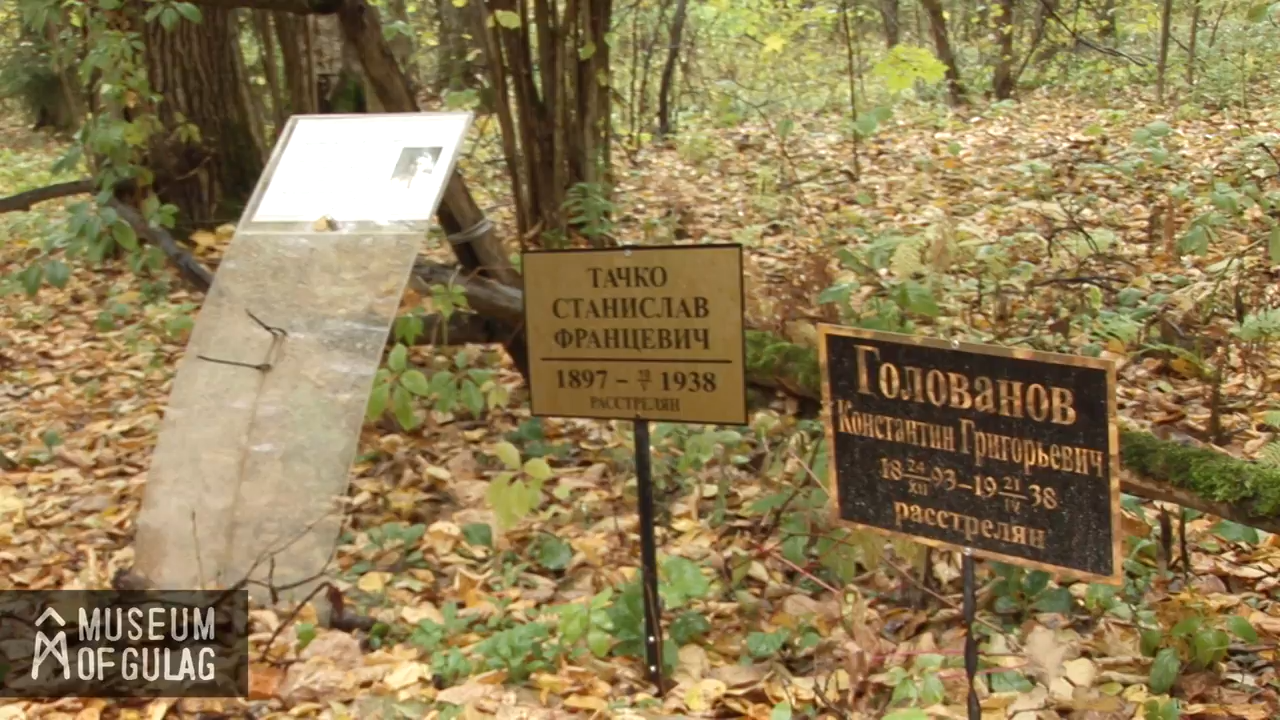 ТАЧКО
СТАНИСЛАВ
ФРАНЦЕВИЧ
1897 - 19/V 1938
РАССТРЕЛЯН
Голованов
Константин Григорьевич
18 24/XII 93-19 21/IV 38
расстрелян
MUSEUM
OF GULAG